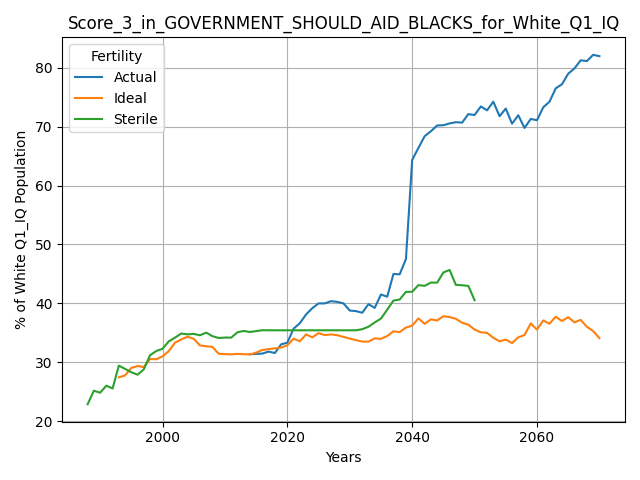 Score_3_in_GOVERNMENT_SHOULD_AID_BLACKS_for_White_Q1_IQ
Fertility
Actual
Ideal
Sterile
% of White Q1_IQ Population
80
70
60
50
40
30
20
2000
2020
2040
2060
Years